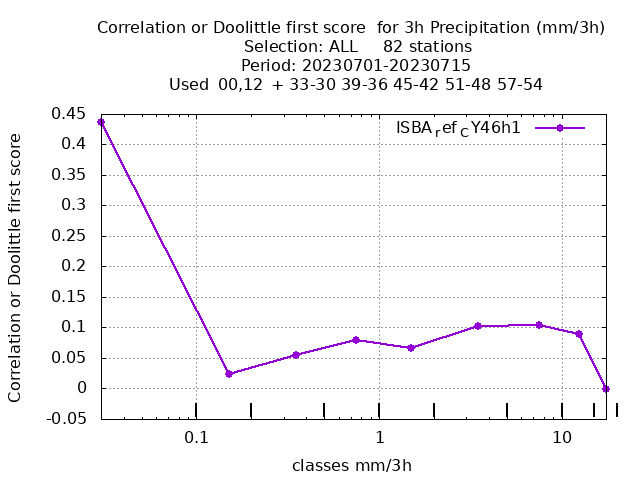 Correlation or Doolittle first score  for 3h Precipitation (mm/3h)
Selection: ALL     82 stations
Period: 20230701-20230715
Used  00,12  + 33-30 39-36 45-42 51-48 57-54
ISBA_ref_CY46h1
Correlation or Doolittle first score
0.45
0.4
0.35
0.3
0.25
0.2
0.15
0.1
0.05
0
-0.05
0.1 1 10
classes mm/3h